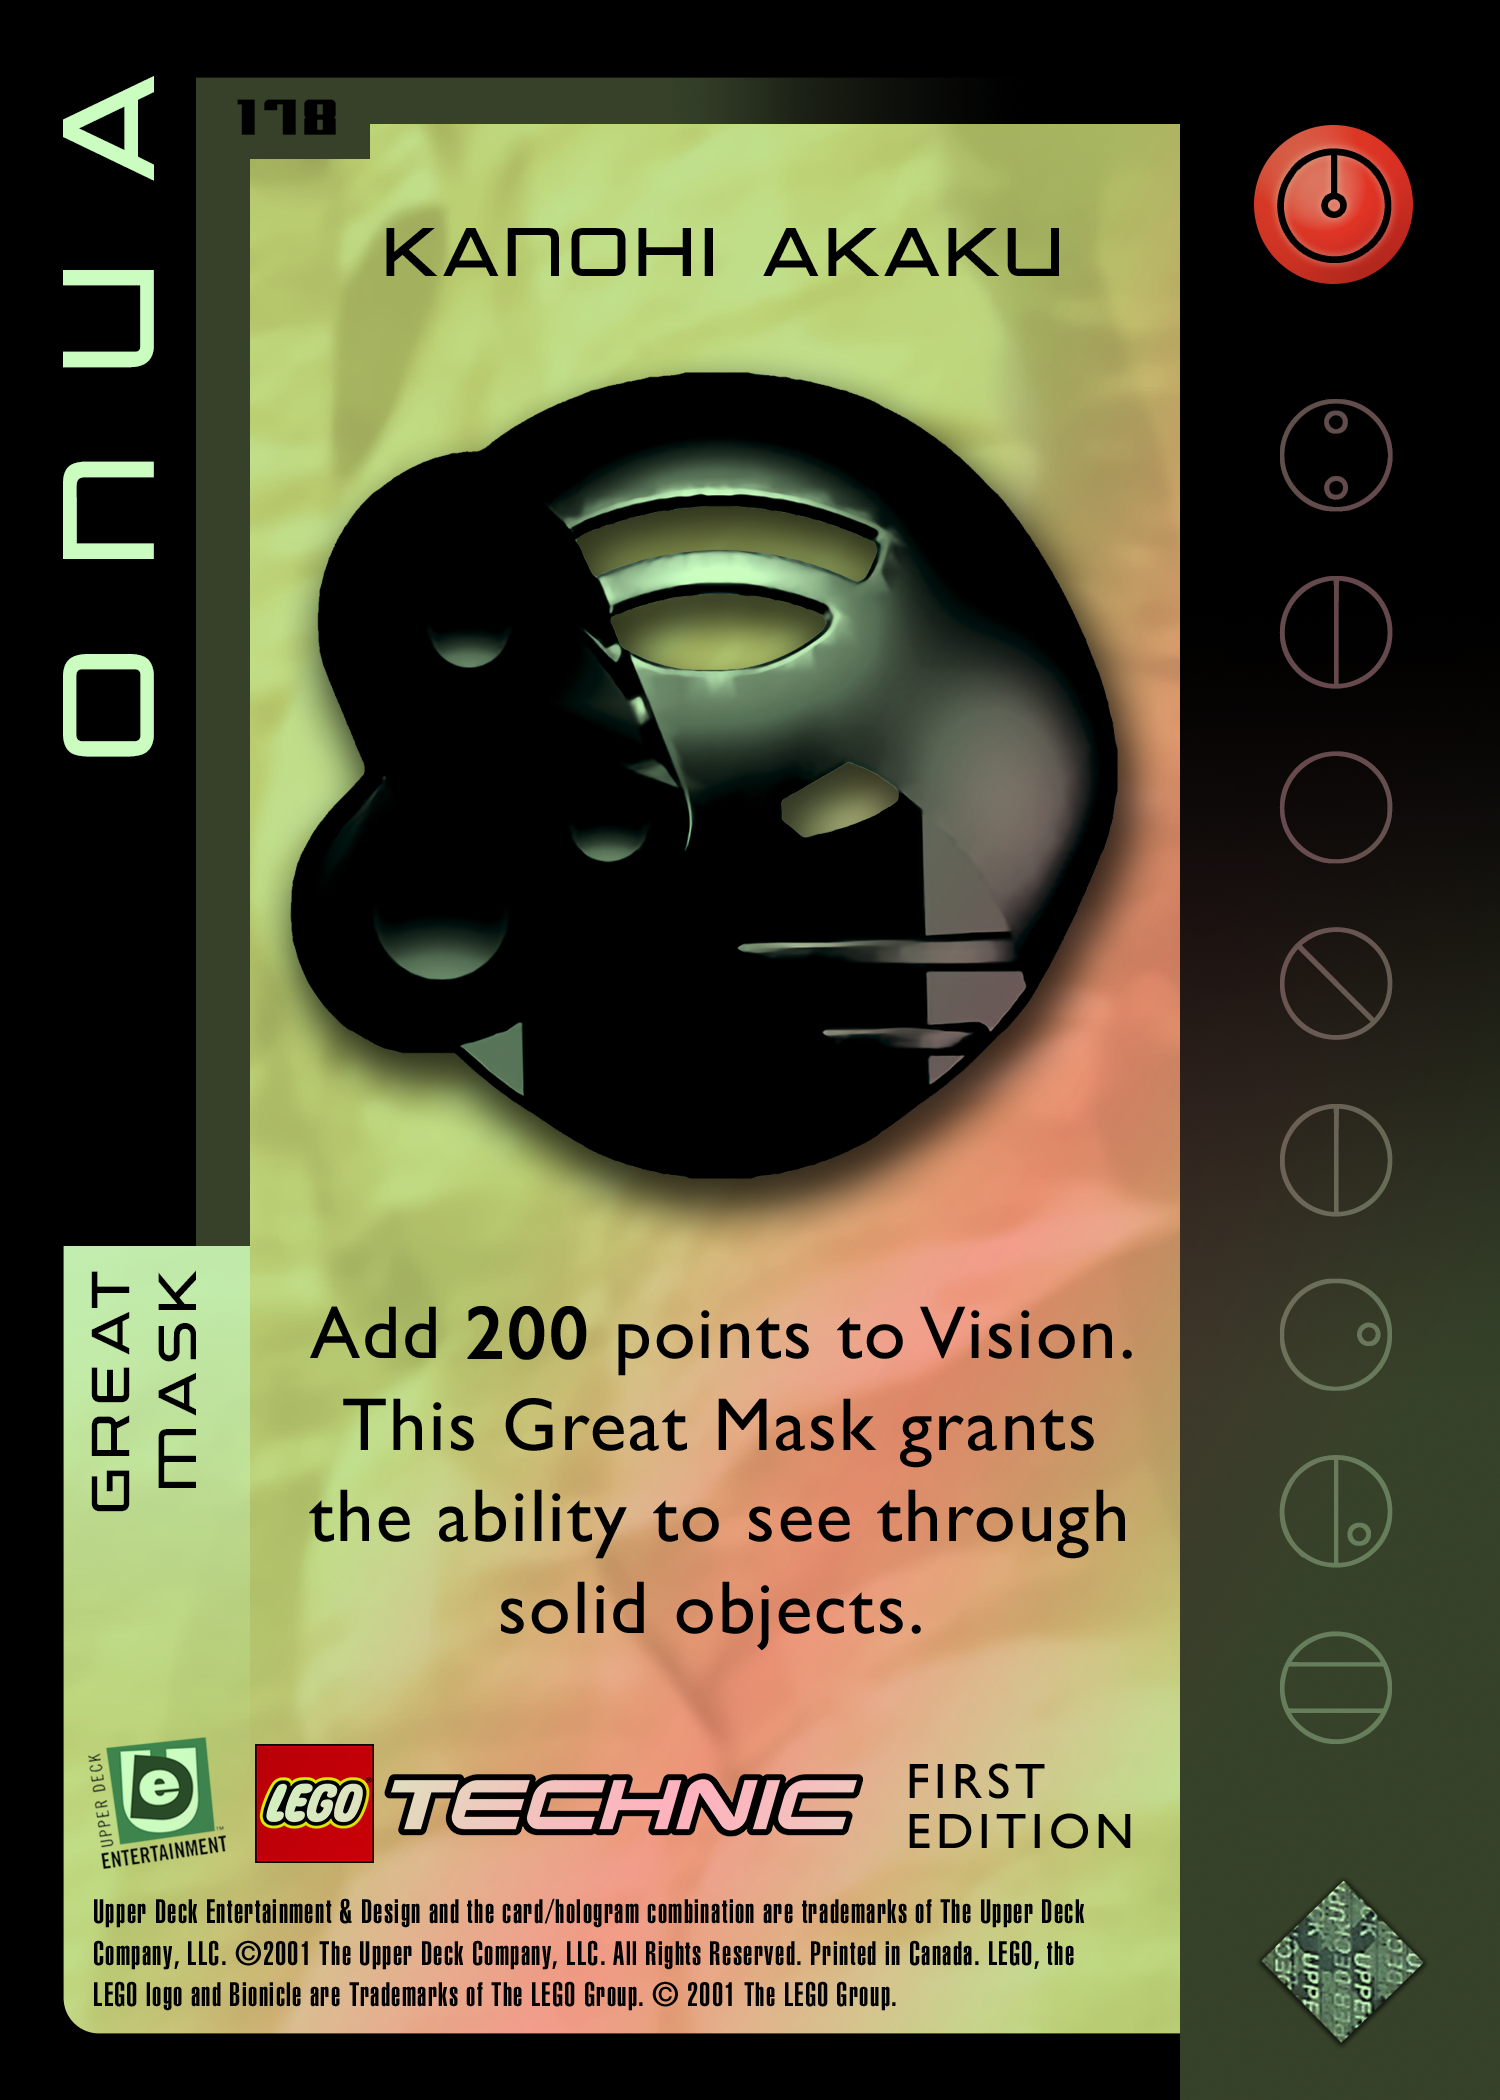 178
ONUA
KANOHI AKAKU
GREAT
MASK
Add 200 points to Vision.
This Great Mask grants
the ability to see through
solid objects.
UPPER DECK
e
ENTERTAINMENT
™
LEGO
TECHNIC
FIRST
EDITION
Upper Deck Entertainment & Design and the card/hologram combination are trademarks of The Upper Deck
Company, LLC. ©2001 The Upper Deck Company, LLC. All Rights Reserved. Printed in Canada. LEGO, the
LEGO logo and Bionicle are Trademarks of The LEGO Group. © 2001 The LEGO Group.